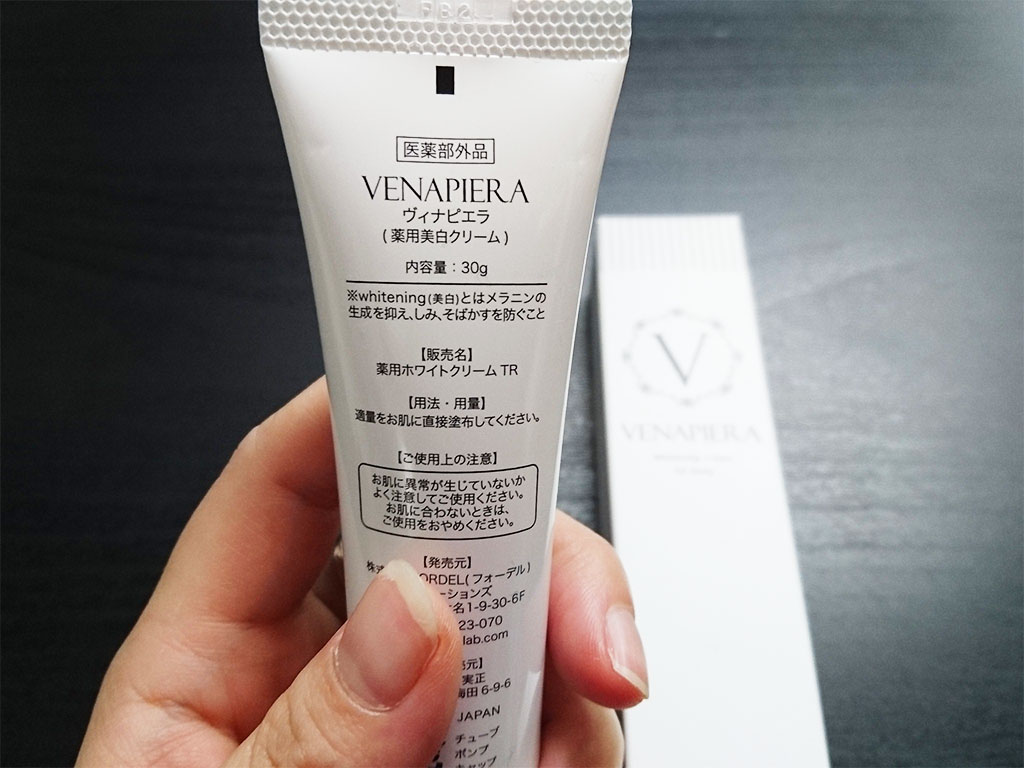 医薬部外品
VENAPIERA
ヴィナピエラ
(薬用美白クリーム)
内容量：30g
※whitening(美白)とはメラニンの
生成を抑え、しみ、そばかすを防ぐこと
【販売名】
薬用ホワイトクリーム TR
【用法・用量】
適量をお肌に直接塗布してください。
【ご使用上の注意】
お肌に異常が生じていないか
よく注意してご使用ください。
お肌に合わないときは、
ご使用をおやめください。
【発売元】
ORDEL(フォーデル)
ーションズ
名1-9-30-6F
23-070
lab.com
元】
実正
梅田 6-9-6
JAPAN
チューブ
ポンプ
キャップ
V
VENAPIERA